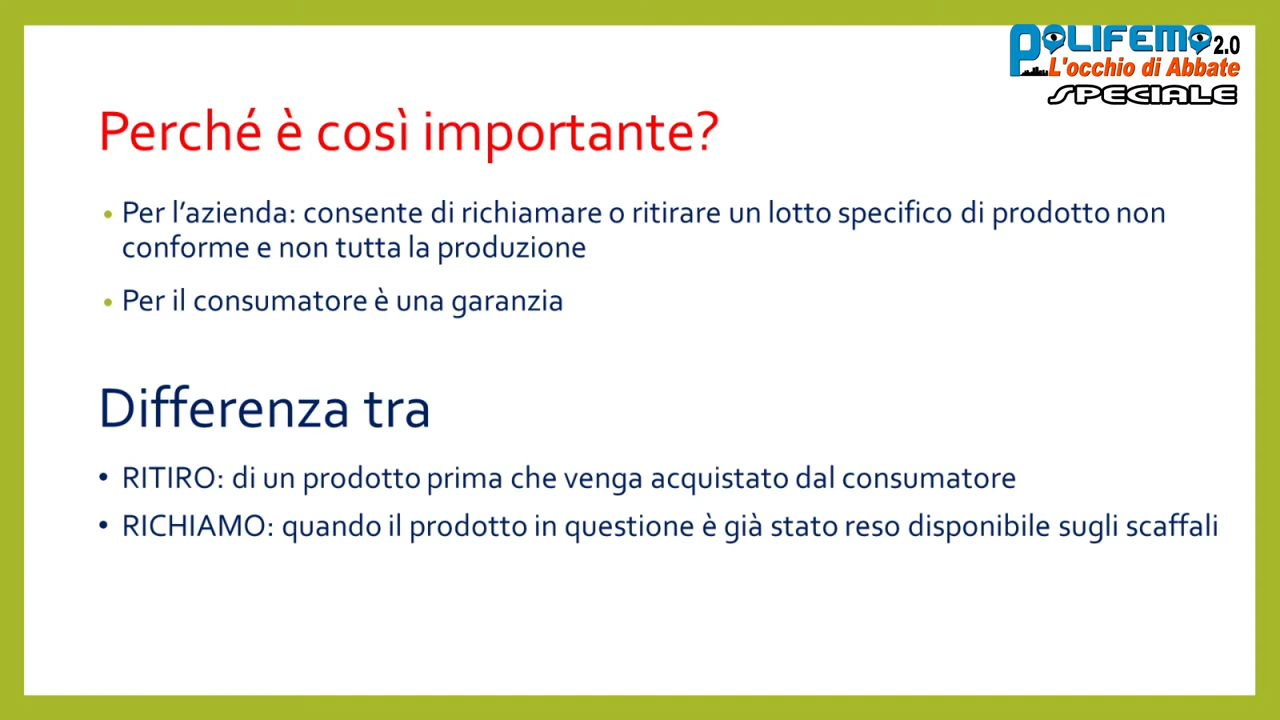 POLIFEMO 2.0
L'occhio di Abbate
SPECIALE
Perché è così importante?
• Per l'azienda: consente di richiamare o ritirare un lotto specifico di prodotto non
conforme e non tutta la produzione
• Per il consumatore è una garanzia
Differenza tra
• RITIRO: di un prodotto prima che venga acquistato dal consumatore
• RICHIAMO: quando il prodotto in questione è già stato reso disponibile sugli scaffali